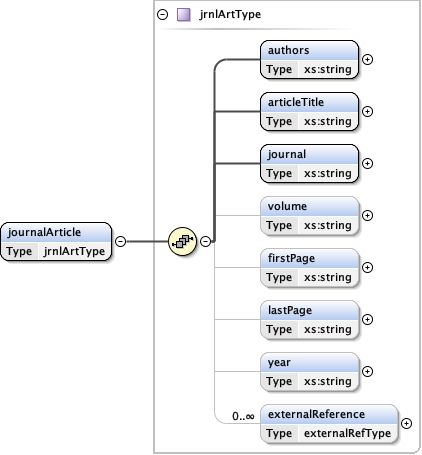 jrnlArtType
authors
Type xs:string
articleTitle
Type xs:string
journal
Type xs:string
volume
Type xs:string
journalArticle
Type jrnlArtType
firstPage
Type xs:string
lastPage
Type xs:string
year
Type xs:string
0..∞
externalReference
Type externalRefType